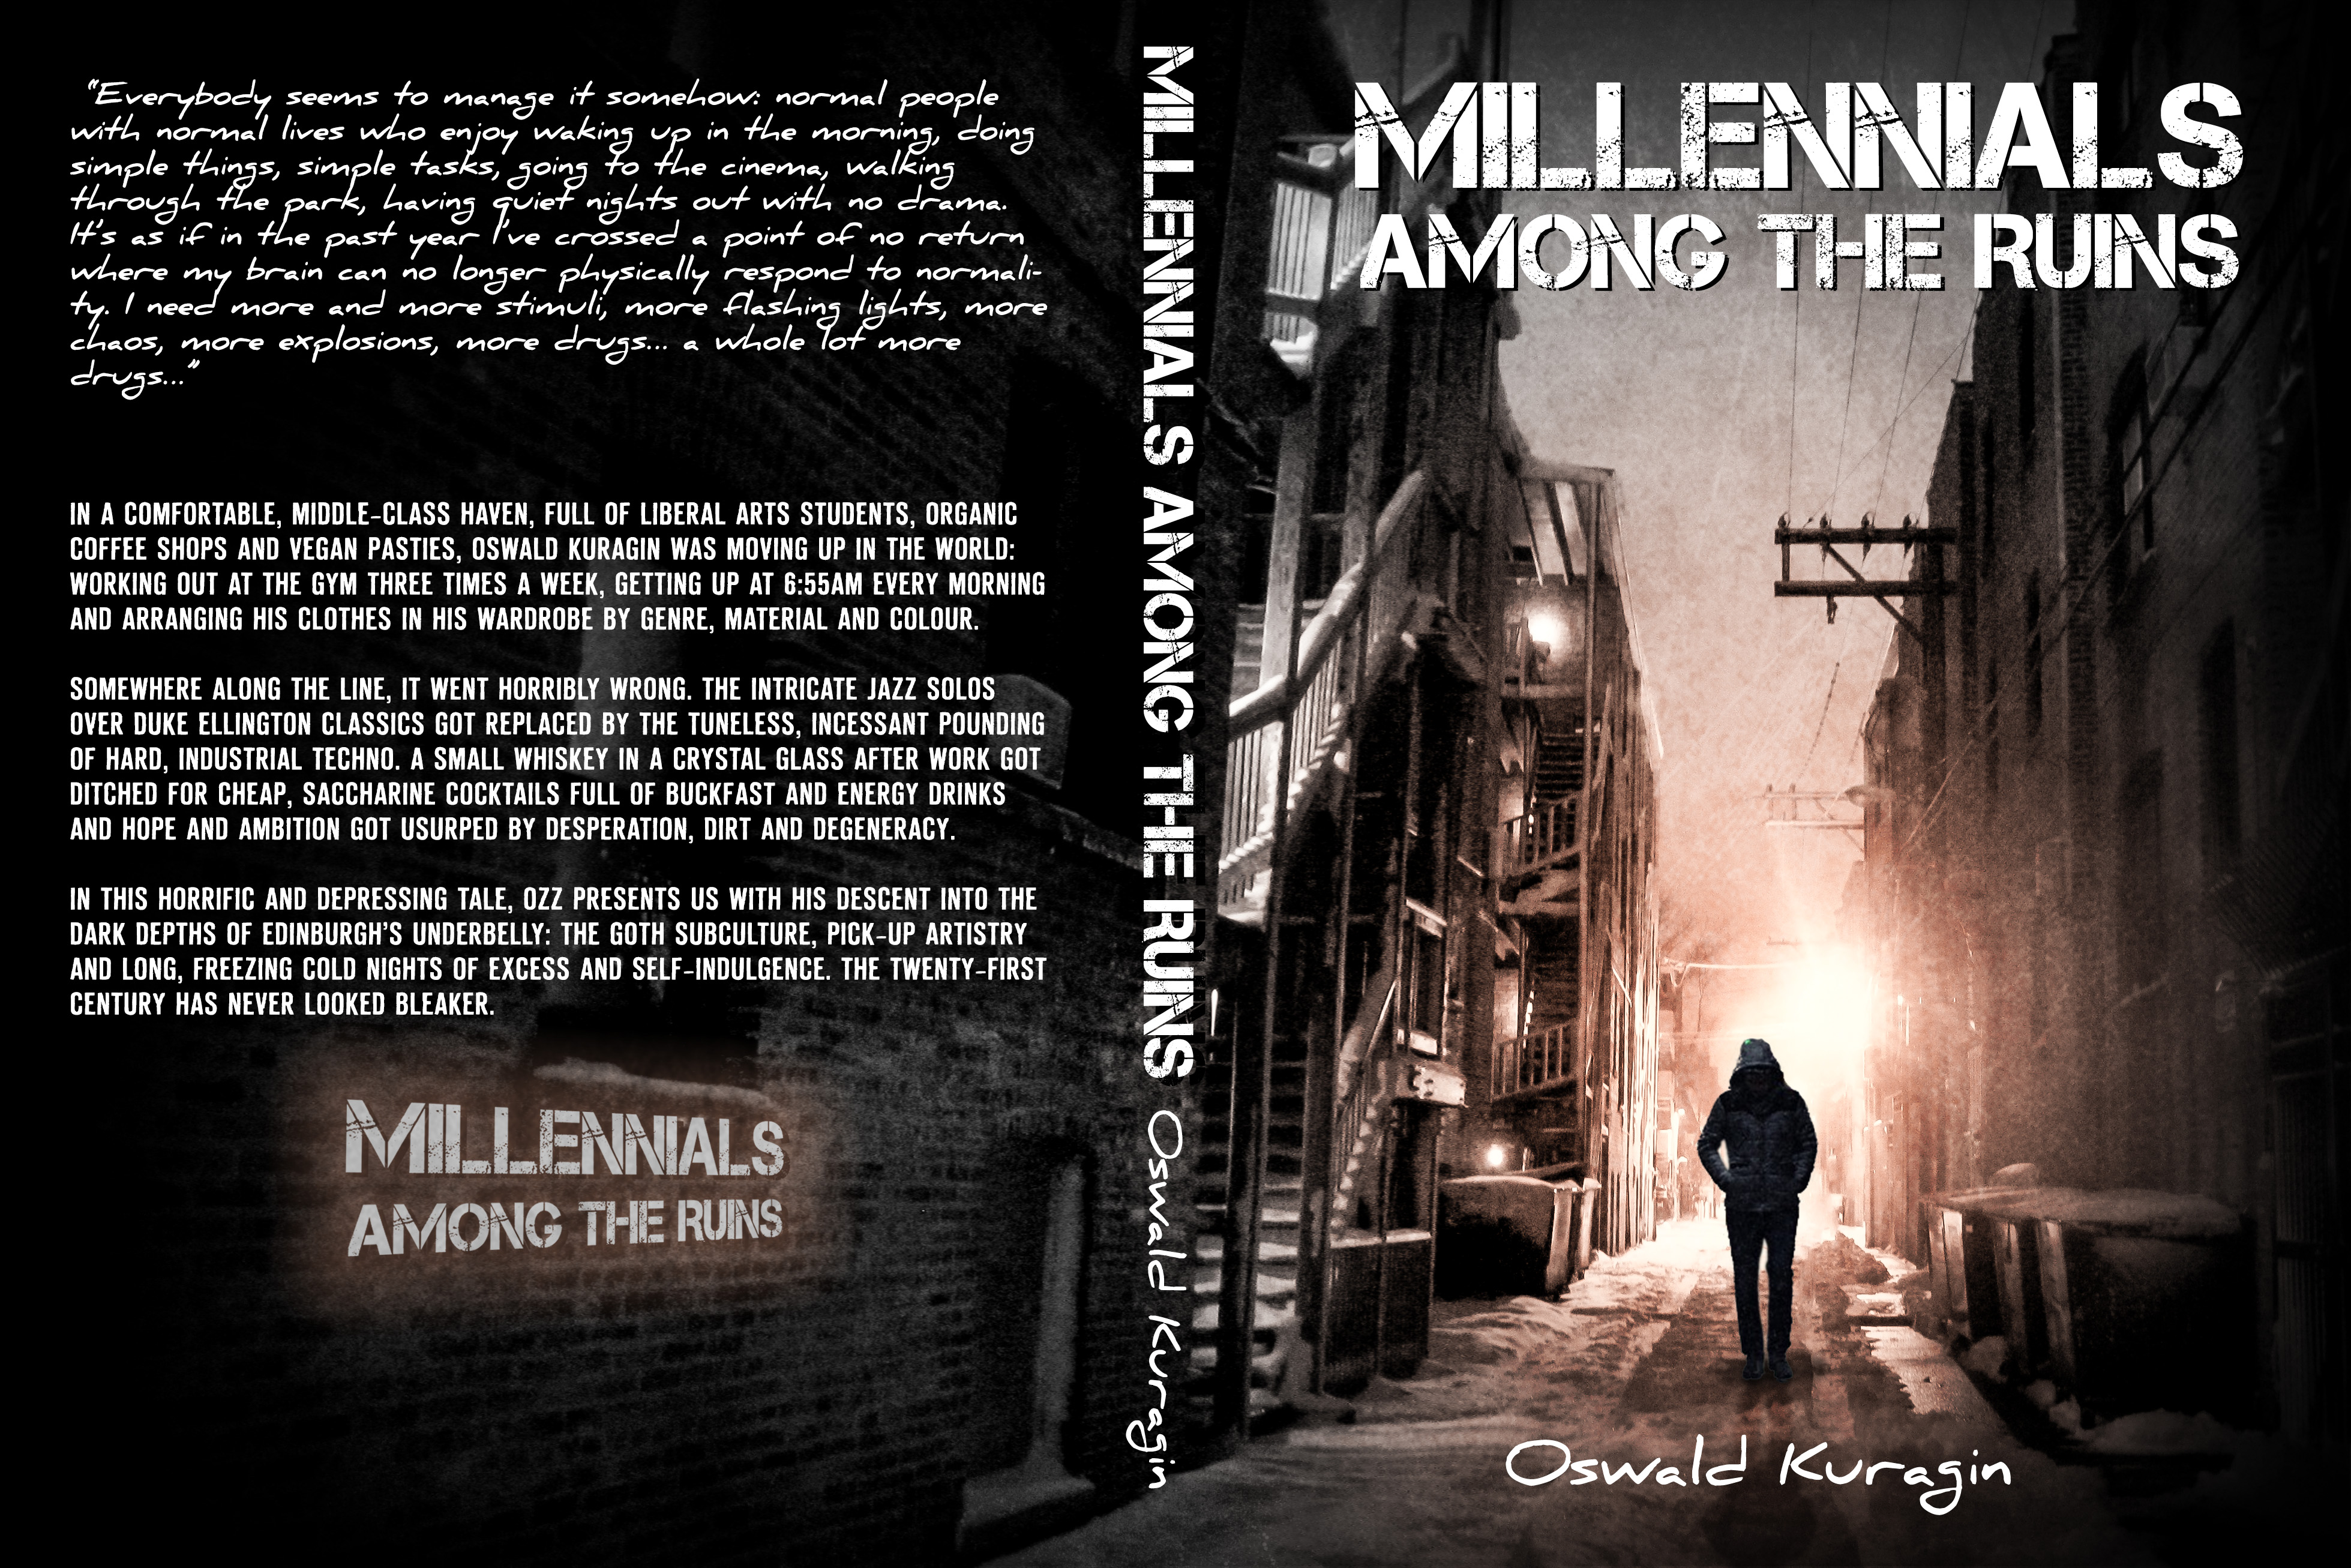 "Everybody seems to manage it somehow: normal people
with normal lives who enjoy waking up in the morning, doing
simple things, simple tasks, going to the cinema, walking
through the park, having quiet nights out with no drama.
It's as if in the past year I've crossed a point of no return
where my brain can no longer physically respond to normali-
ty. I need more and more stimuli, more flashing lights, more
chaos, more explosions, more drugs... a whole lot more
drugs..."
IN A COMFORTABLE, MIDDLE-CLASS HAVEN, FULL OF LIBERAL ARTS STUDENTS, ORGANIC
COFFEE SHOPS AND VEGAN PASTIES, OSWALD KURAGIN WAS MOVING UP IN THE WORLD:
WORKING OUT AT THE GYM THREE TIMES A WEEK, GETTING UP AT 6:55AM EVERY MORNING
AND ARRANGING HIS CLOTHES IN HIS WARDROBE BY GENRE, MATERIAL AND COLOUR.
SOMEWHERE ALONG THE LINE, IT WENT HORRIBLY WRONG. THE INTRICATE JAZZ SOLOS
OVER DUKE ELLINGTON CLASSICS GOT REPLACED BY THE TUNELESS, INCESSANT POUNDING
OF HARD, INDUSTRIAL TECHNO. A SMALL WHISKEY IN A CRYSTAL GLASS AFTER WORK GOT
DITCHED FOR CHEAP, SACCHARINE COCKTAILS FULL OF BUCKFAST AND ENERGY DRINKS
AND HOPE AND AMBITION GOT USURPED BY DESPERATION, DIRT AND DEGENERACY.
IN THIS HORRIFIC AND DEPRESSING TALE, OZZ PRESENTS US WITH HIS DESCENT INTO THE
DARK DEPTHS OF EDINBURGH'S UNDERBELLY: THE GOTH SUBCULTURE, PICK-UP ARTISTRY
AND LONG, FREEZING COLD NIGHTS OF EXCESS AND SELF-INDULGENCE. THE TWENTY-FIRST
CENTURY HAS NEVER LOOKED BLEAKER.
MILLENNIALS
AMONG THE RUINS
MILLENNIALS AMONG THE RUINS Oswald Kuragin
MILLENNIALS
AMONG THE RUINS
Oswald Kuragin